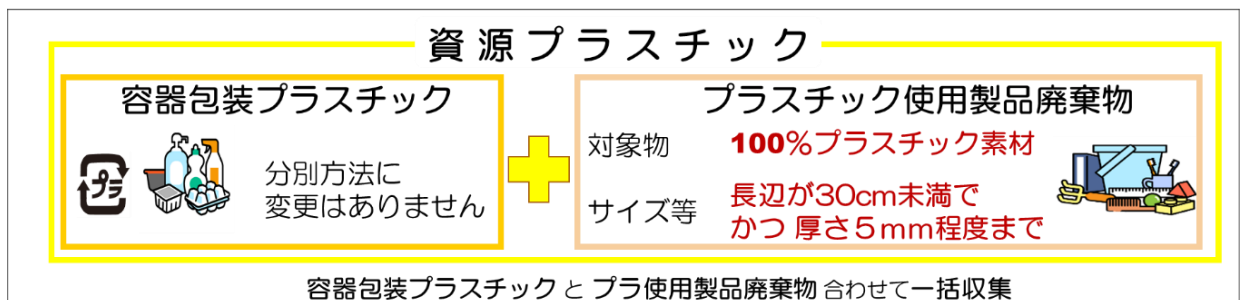 資源プラスチック
容器包装プラスチック
プラ
分別方法に
変更はありません
プラスチック使用製品廃棄物
対象物 100%プラスチック素材
サイズ等 長辺が30cm未満で
かつ 厚さ5mm程度まで
容器包装プラスチック と プラ使用製品廃棄物 合わせて一括収集